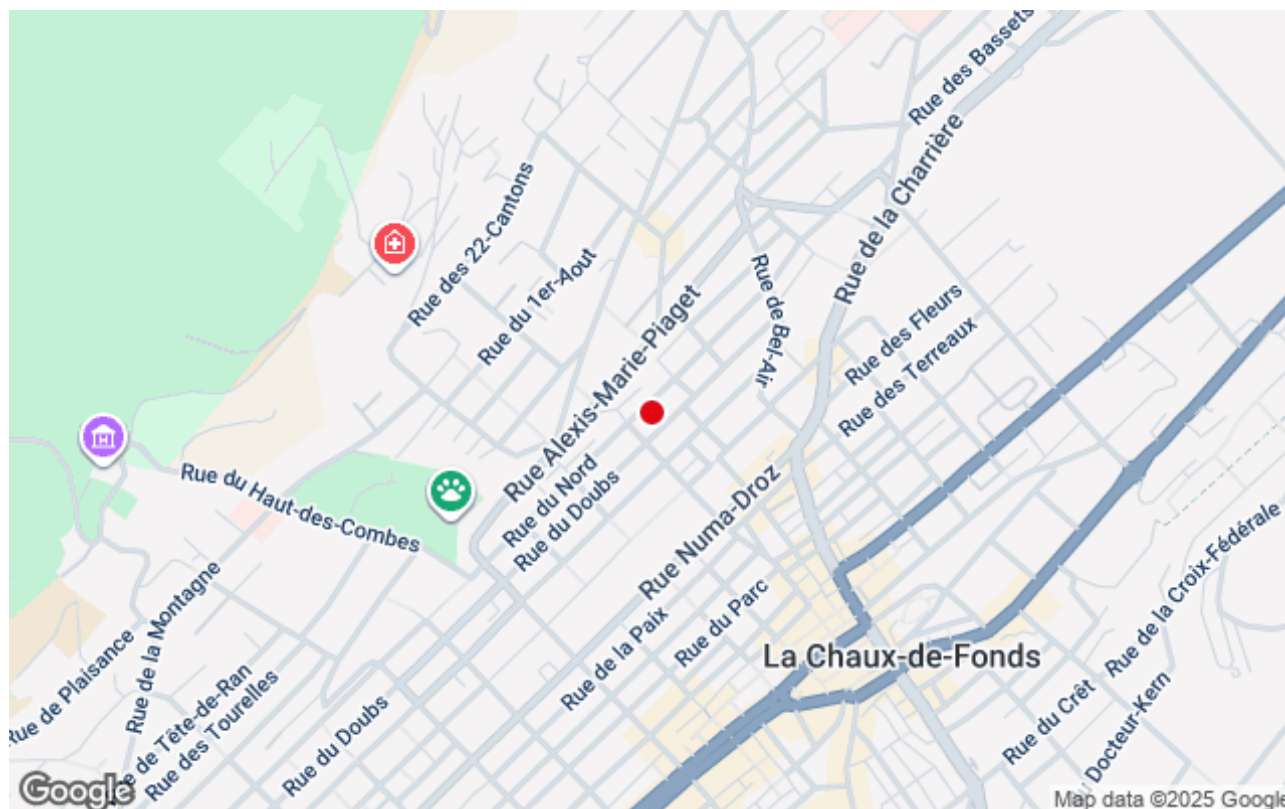 Rue des Bassets
Rue de la Charrière
Rue des 22-Cantons
Rue du 1er-Aout
Rue de Bel-Air
Rue Alexis-Marie-Piaget
Rue des Fleurs
Rue des Terreaux
Rue du Haut-des-Combes
Rue du Nord
Rue du Doubs
Rue Numa-Droz
Rue de la Croix-Fédérale
Rue de la Montagne
Rue de Plaisance
Rue de la Paix
Rue du Parc
La Chaux-de-Fonds
de Tête-de-Ran
Rue des Tourelles
Rue du Doubs
Rue du Crêt
Docteur-Kern
Google
Map data ©2025 Google